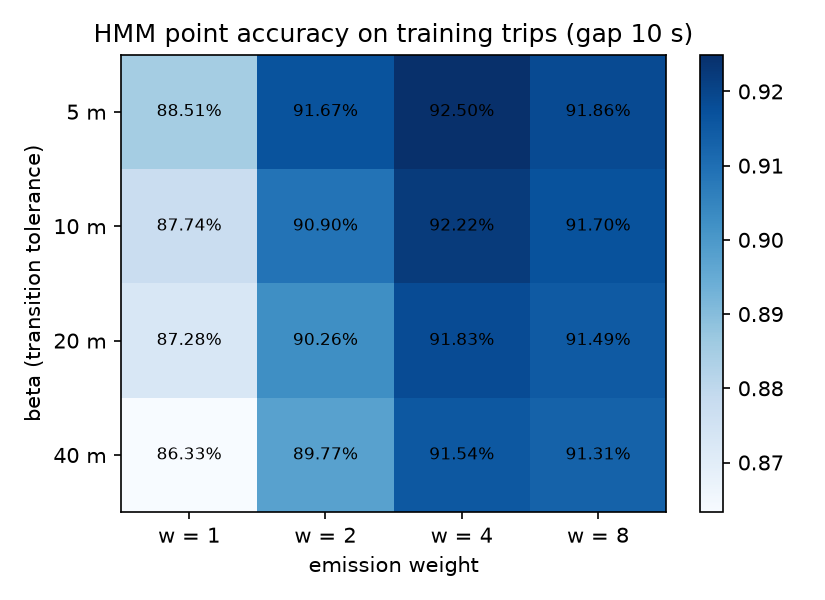 HMM point accuracy on training trips (gap 10 s)
beta (transition tolerance)
5 m 88.51% 91.67% 92.50% 91.86%
10 m 87.74% 90.90% 92.22% 91.70%
20 m 87.28% 90.26% 91.83% 91.49%
40 m 86.33% 89.77% 91.54% 91.31%
w = 1 w = 2 w = 4 w = 8
emission weight
0.92
0.91
0.90
0.89
0.88
0.87